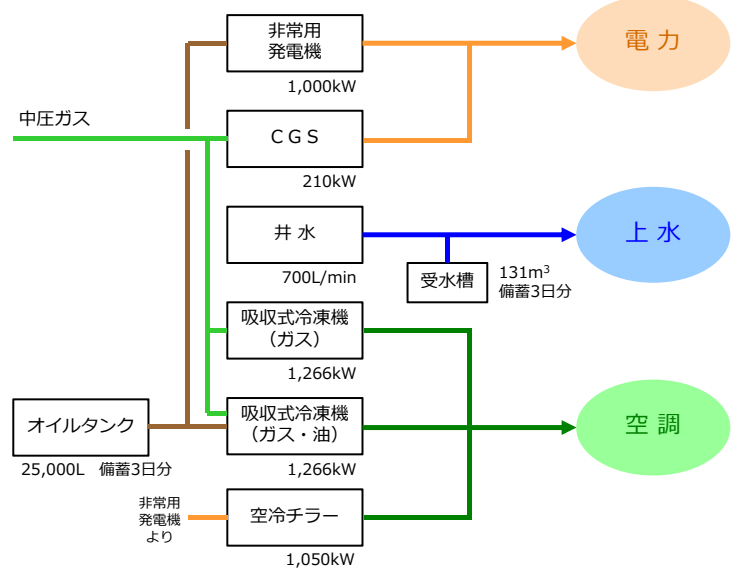 非常用
発電機
1,000kW
電 力
中圧ガス
ＣＧＳ
210kW
井 水
700L/min
上 水
受水槽
131m³
備蓄3日分
吸収式冷凍機
（ガス）
1,266kW
オイルタンク
25,000L 備蓄3日分
吸収式冷凍機
（ガス・油）
1,266kW
空 調
非常用
発電機
より
空冷チラー
1,050kW